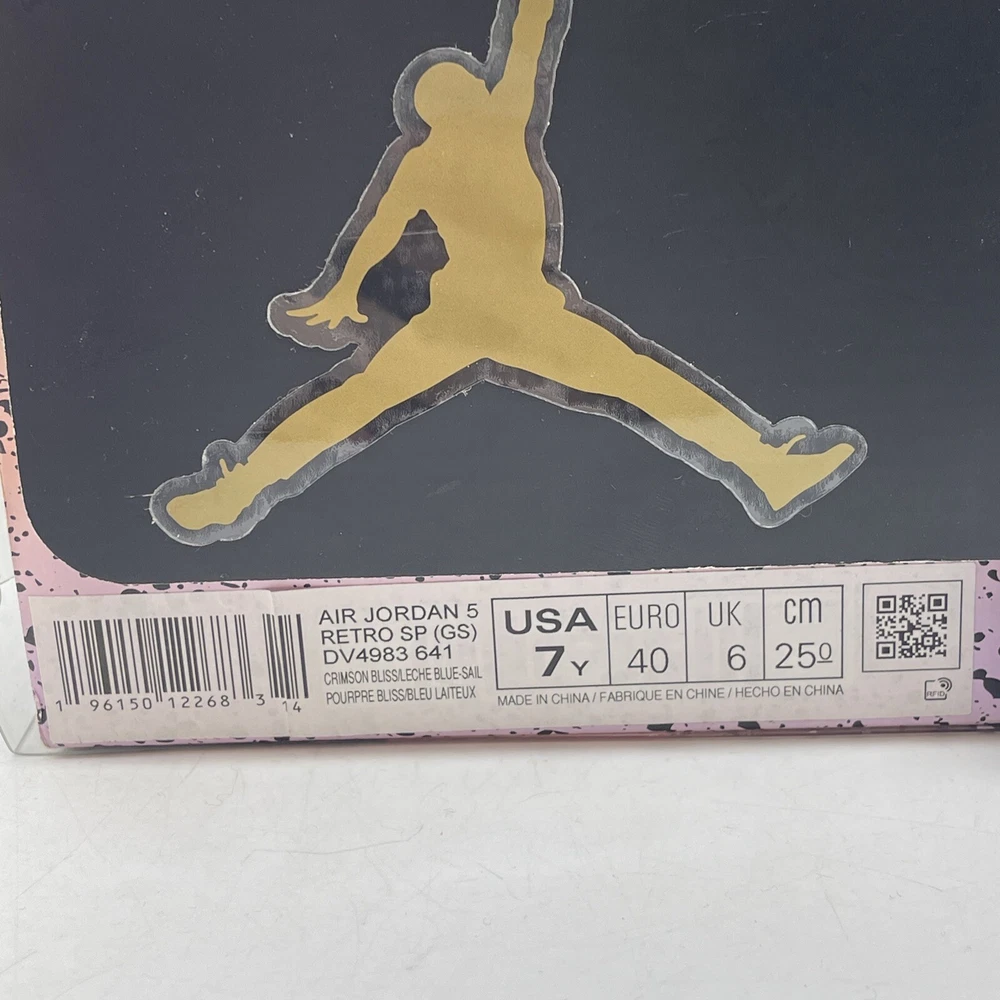 AIR JORDAN 5
RETRO SP (GS)
DV4983 641
CRIMSON BLISS/LECHE BLUE-SAIL
POURPRE BLISS/BLEU LAITEUX
1 96150 12268 3 14
USA EURO UK cm
7Y 40 6 25⁰
MADE IN CHINA / FABRIQUE EN CHINE / HECHO EN CHINA
RFID